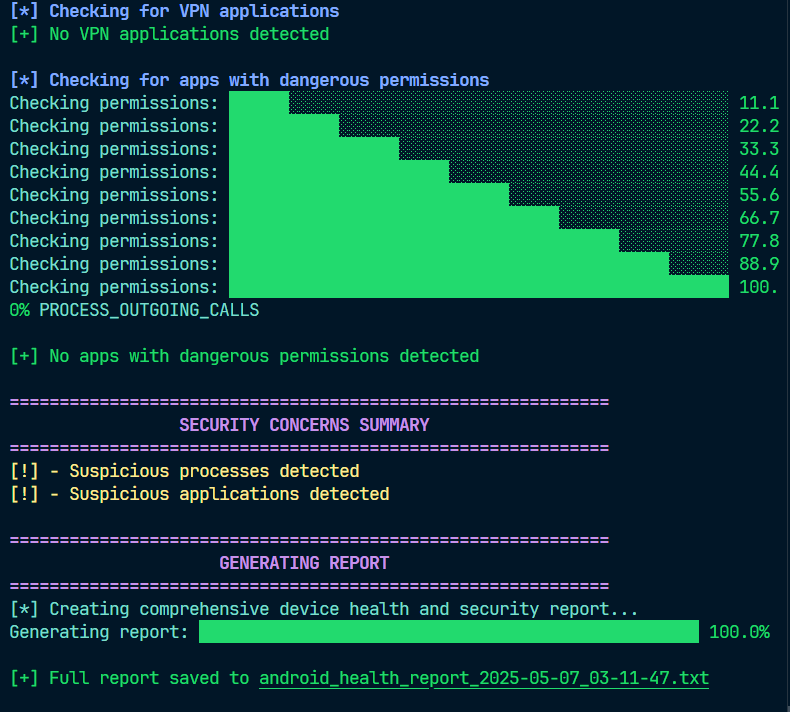 [*] Checking for VPN applications
[+] No VPN applications detected
[*] Checking for apps with dangerous permissions
Checking permissions: 11.1
Checking permissions: 22.2
Checking permissions: 33.3
Checking permissions: 44.4
Checking permissions: 55.6
Checking permissions: 66.7
Checking permissions: 77.8
Checking permissions: 88.9
Checking permissions: 100.
0% PROCESS_OUTGOING_CALLS
[+] No apps with dangerous permissions detected
============================================================
SECURITY CONCERNS SUMMARY
============================================================
[!] - Suspicious processes detected
[!] - Suspicious applications detected
============================================================
GENERATING REPORT
============================================================
[*] Creating comprehensive device health and security report...
Generating report: 100.0%
[+] Full report saved to android_health_report_2025-05-07_03-11-47.txt